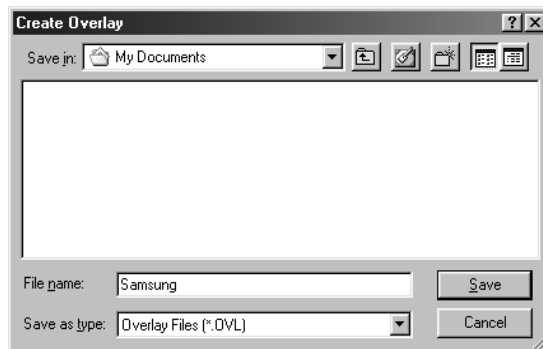 Create Overlay
Save in: My Documents
File name: Samsung Save
Save as type: Overlay Files (*.OVL) Cancel